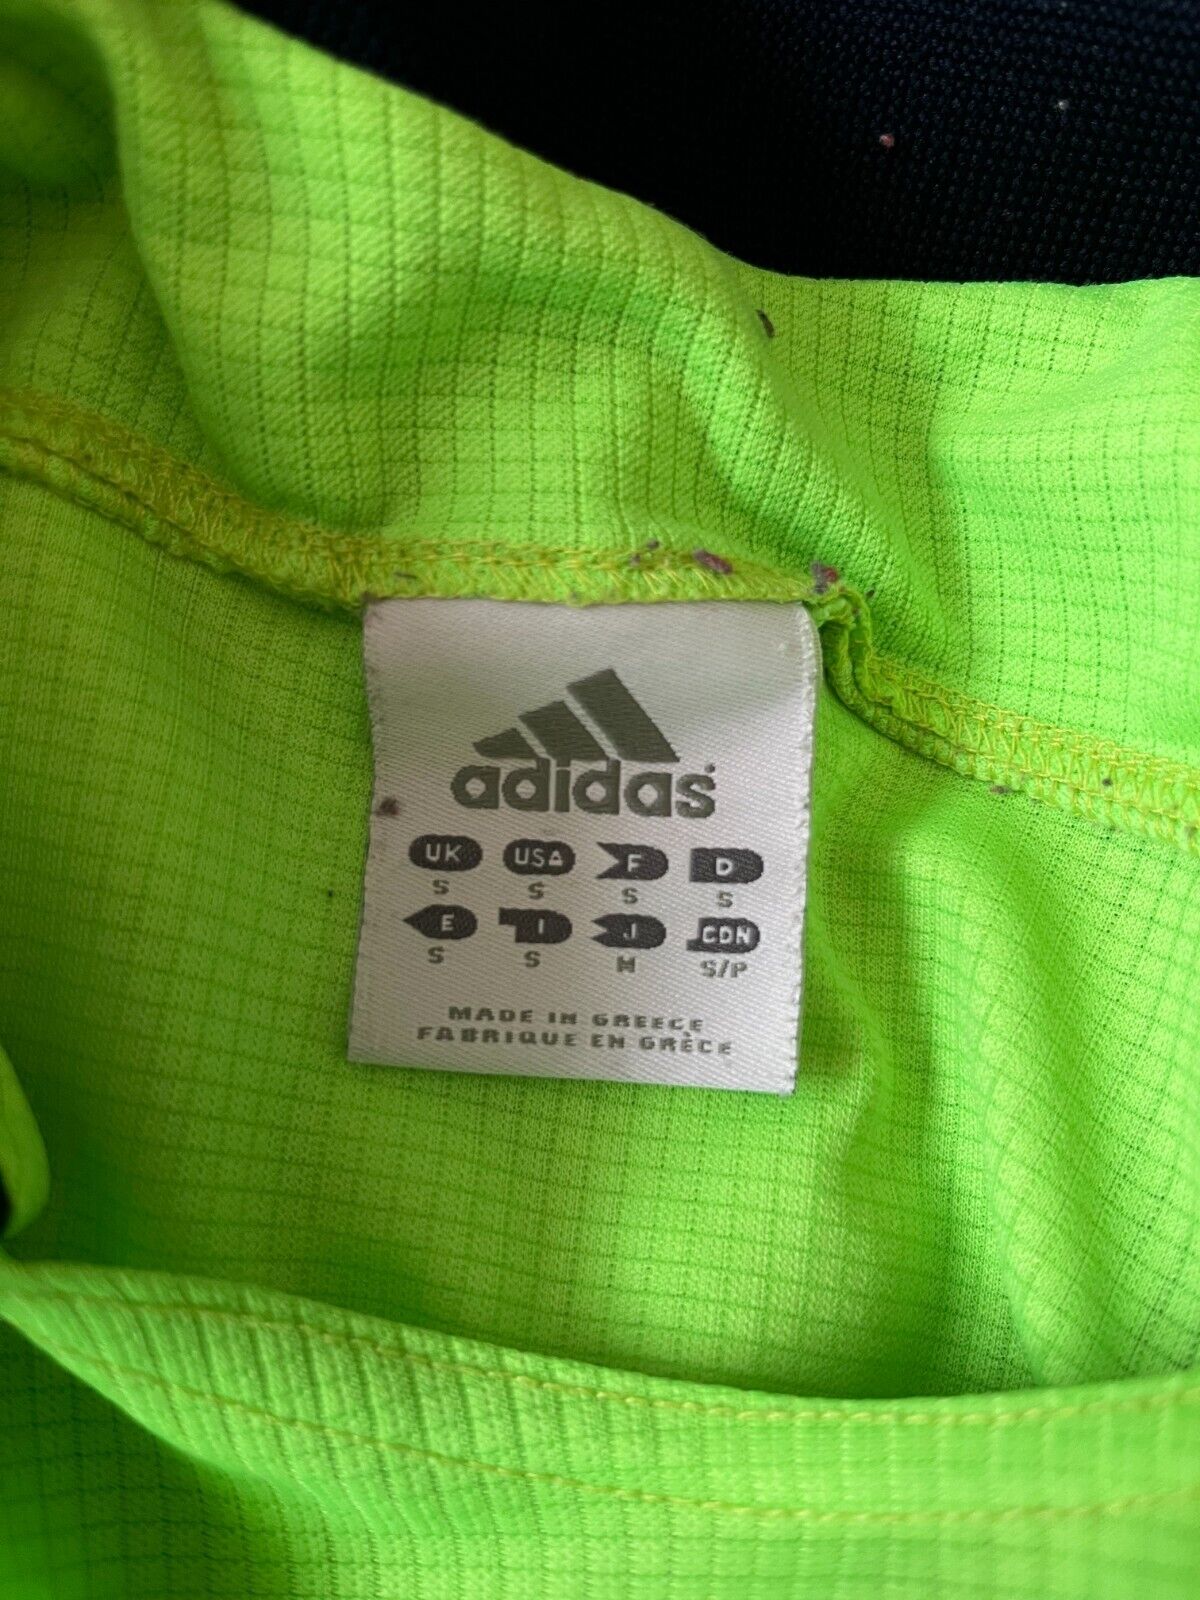 adidas
UK USA F D
S S S S
E I J CDN
S S M S/P
MADE IN GREECE
FABRIQUE EN GRÈCE